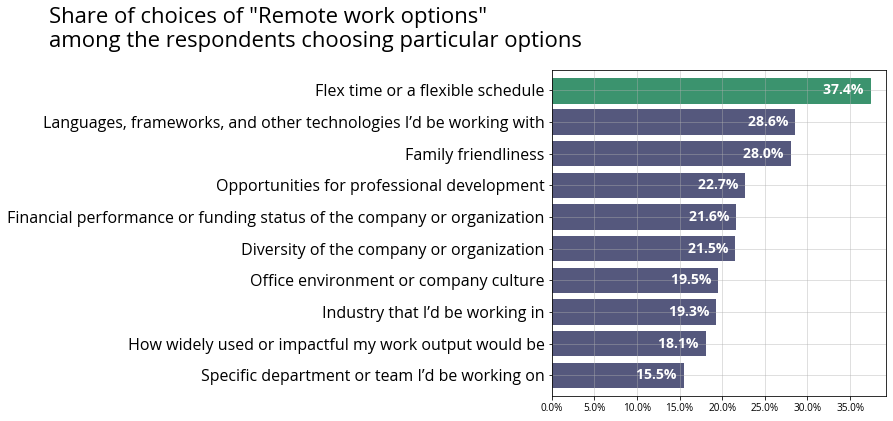 Share of choices of "Remote work options"
among the respondents choosing particular options
Flex time or a flexible schedule 37.4%
Languages, frameworks, and other technologies I’d be working with 28.6%
Family friendliness 28.0%
Opportunities for professional development 22.7%
Financial performance or funding status of the company or organization 21.6%
Diversity of the company or organization 21.5%
Office environment or company culture 19.5%
Industry that I’d be working in 19.3%
How widely used or impactful my work output would be 18.1%
Specific department or team I’d be working on 15.5%
0.0% 5.0% 10.0% 15.0% 20.0% 25.0% 30.0% 35.0%